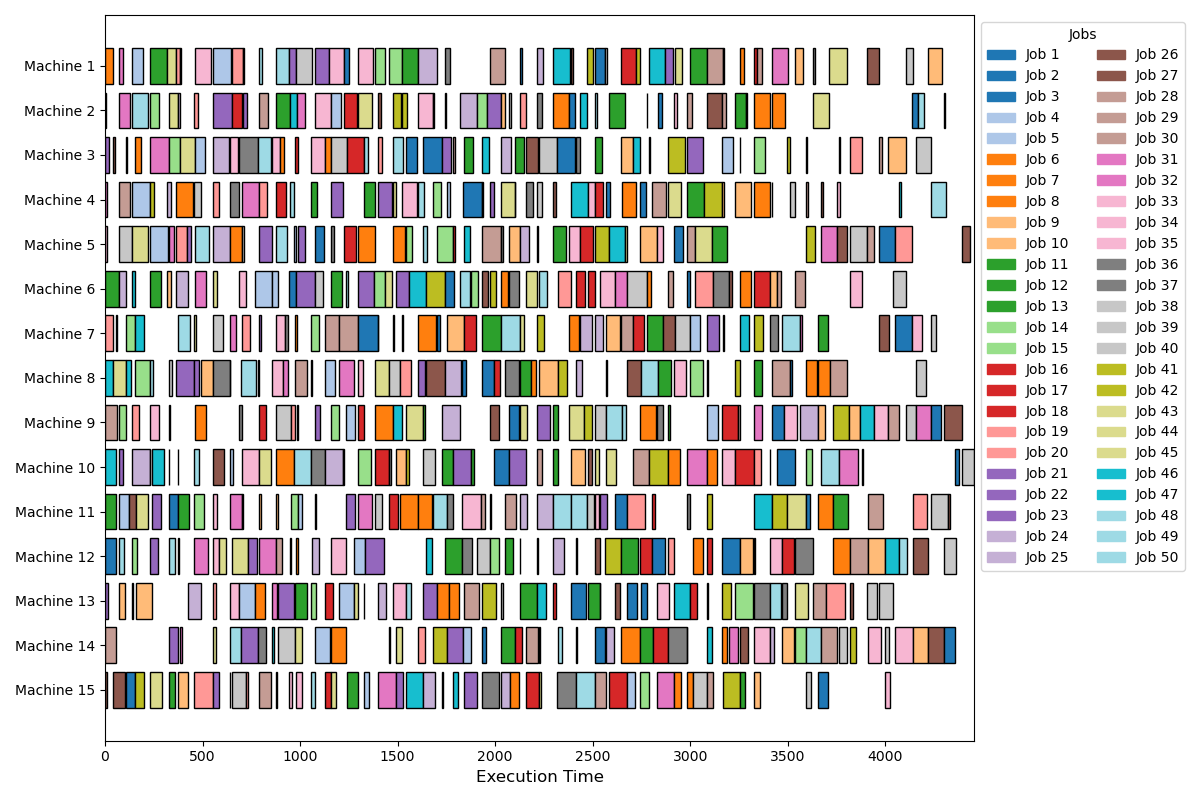 Machine 1
Machine 2
Machine 3
Machine 4
Machine 5
Machine 6
Machine 7
Machine 8
Machine 9
Machine 10
Machine 11
Machine 12
Machine 13
Machine 14
Machine 15
0 500 1000 1500 2000 2500 3000 3500 4000
Execution Time
Jobs
Job 1 Job 26
Job 2 Job 27
Job 3 Job 28
Job 4 Job 29
Job 5 Job 30
Job 6 Job 31
Job 7 Job 32
Job 8 Job 33
Job 9 Job 34
Job 10 Job 35
Job 11 Job 36
Job 12 Job 37
Job 13 Job 38
Job 14 Job 39
Job 15 Job 40
Job 16 Job 41
Job 17 Job 42
Job 18 Job 43
Job 19 Job 44
Job 20 Job 45
Job 21 Job 46
Job 22 Job 47
Job 23 Job 48
Job 24 Job 49
Job 25 Job 50